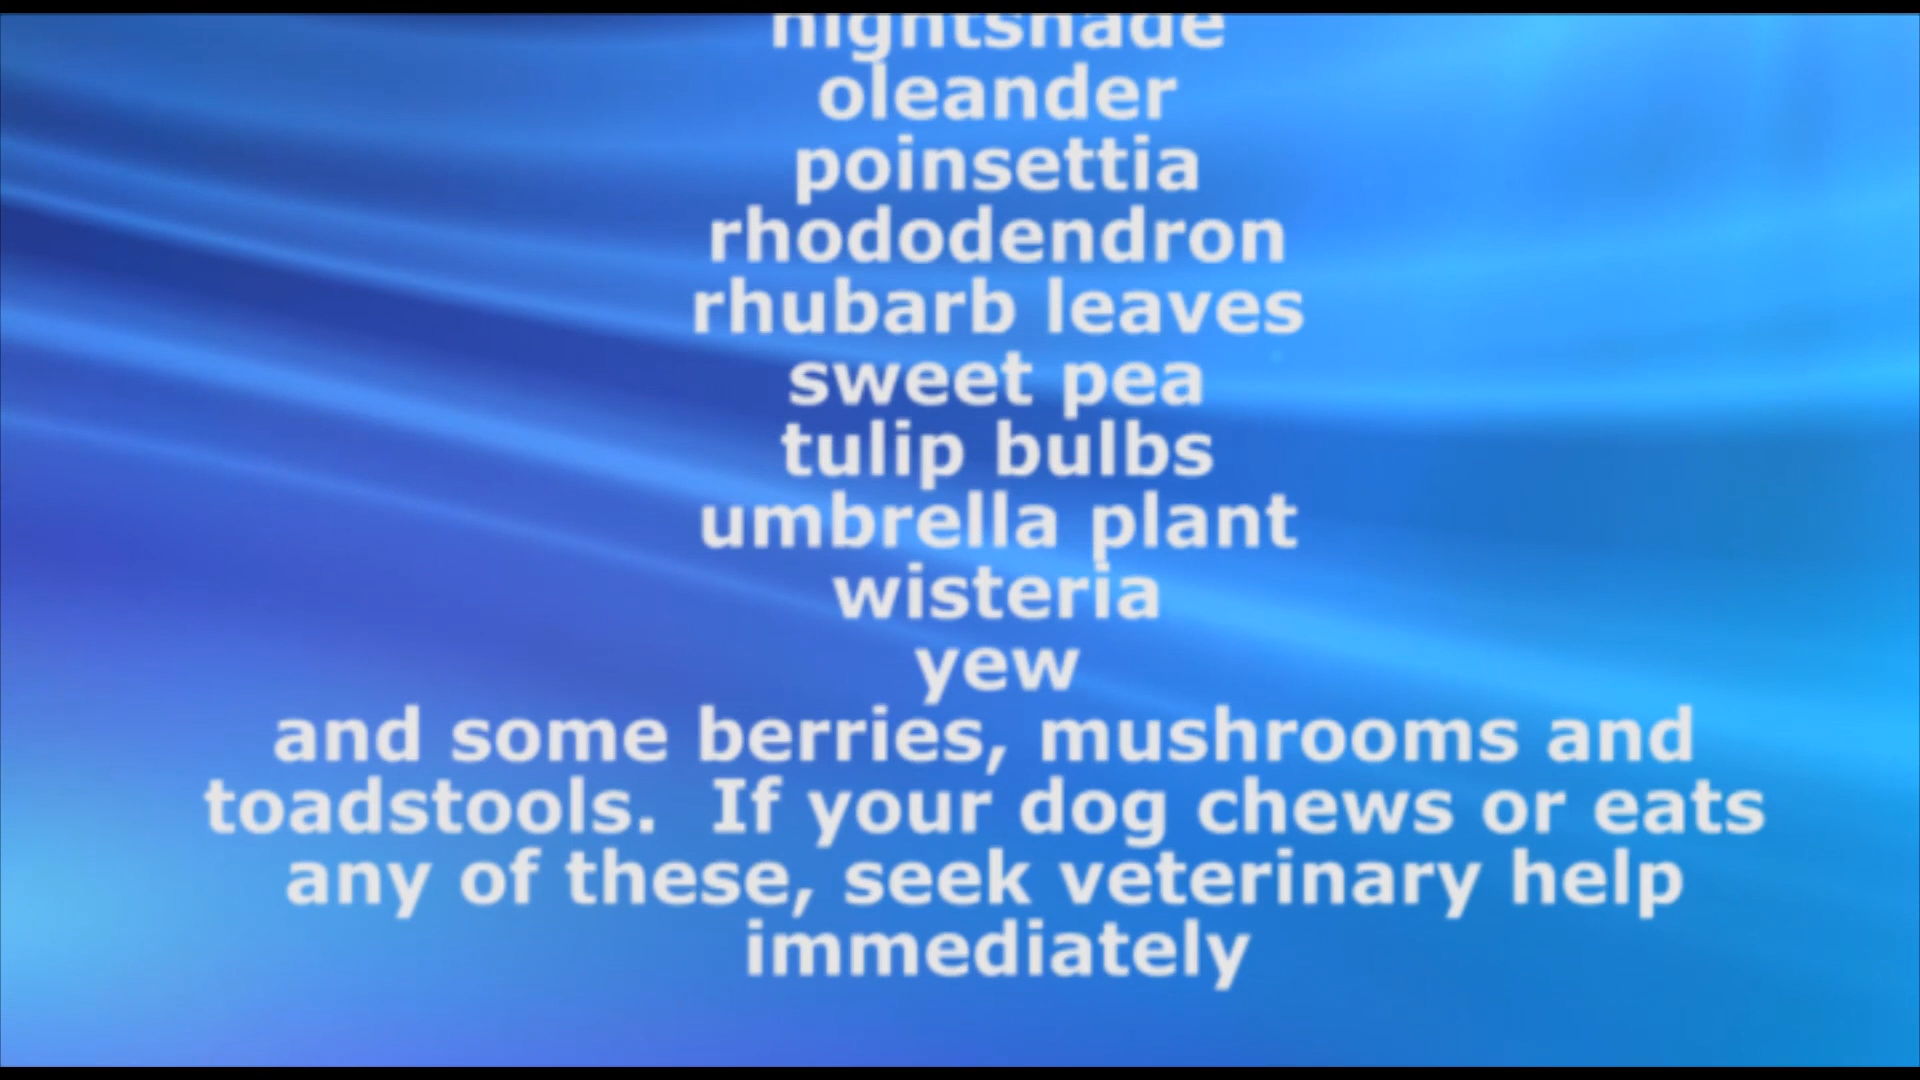 nightshade
oleander
poinsettia
rhododendron
rhubarb leaves
sweet pea
tulip bulbs
umbrella plant
wisteria
yew
and some berries, mushrooms and
toadstools.  If your dog chews or eats
any of these, seek veterinary help
immediately